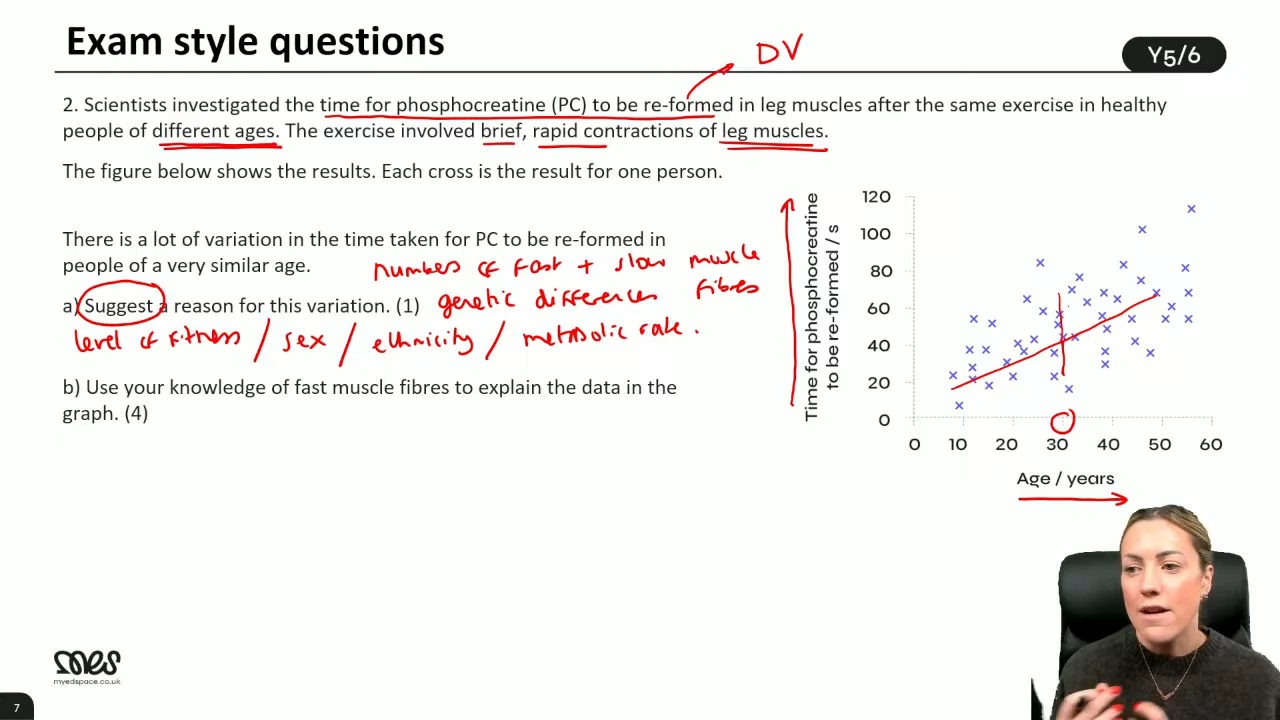 Exam style questions
Y5/6
DV
2. Scientists investigated the time for phosphocreatine (PC) to be re-formed in leg muscles after the same exercise in healthy
people of different ages. The exercise involved brief, rapid contractions of leg muscles.
The figure below shows the results. Each cross is the result for one person.
There is a lot of variation in the time taken for PC to be re-formed in
people of a very similar age.
numbers of fast + slow muscle
fibres
a) Suggest a reason for this variation. (1)
genetic differences
level of fitness / sex / ethnicity / metabolic rate.
b) Use your knowledge of fast muscle fibres to explain the data in the
graph. (4)
Time for phosphocreatine
to be re-formed / s
120
100
80
60
40
20
0
0 10 20 30 40 50 60
Age / years
mes
myedspace.co.uk
7